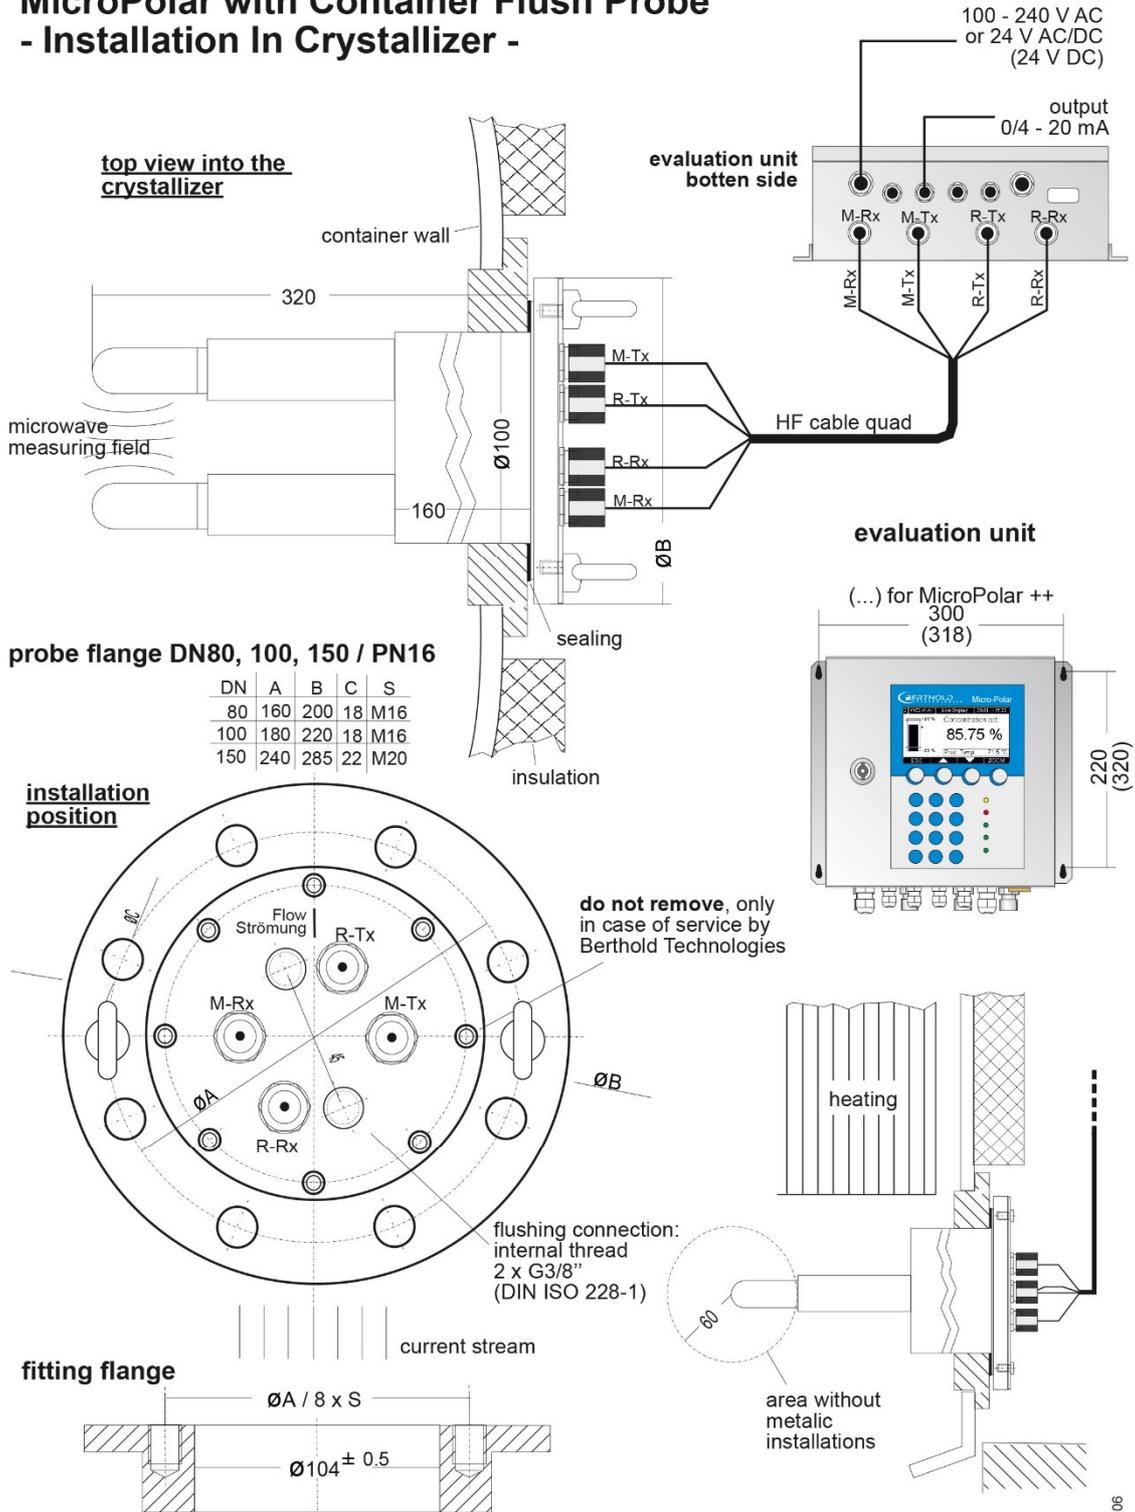 MicroPolar with Container Flush Probe
- Installation In Crystallizer -
100 - 240 V AC
or 24 V AC/DC
(24 V DC)
output
0/4 - 20 mA
evaluation unit
botten side
M-Rx M-Tx R-Tx R-Rx
M-Rx
M-Tx
R-Tx
R-Rx
top view into the
crystallizer
container wall
320
M-Tx
R-Tx
R-Rx
M-Rx
HF cable quad
microwave
measuring field
Ø100
160
ØB
sealing
evaluation unit
(...) for MicroPolar ++
300
(318)
220
(320)
BERTHOLD Micro-Polar
Concentration act.
85.75 %
ZOOM
probe flange DN80, 100, 150 / PN16
DN A B C S
80 160 200 18 M16
100 180 220 18 M16
150 240 285 22 M20
insulation
installation
position
ØC
Flow
Strömung
R-Tx
M-Rx
M-Tx
R-Rx
ØA
ØB
do not remove, only
in case of service by
Berthold Technologies
flushing connection:
internal thread
2 x G3/8’’
(DIN ISO 228-1)
current stream
heating
60
area without
metalic
installations
fitting flange
ØA / 8 x S
Ø104 ± 0.5
06